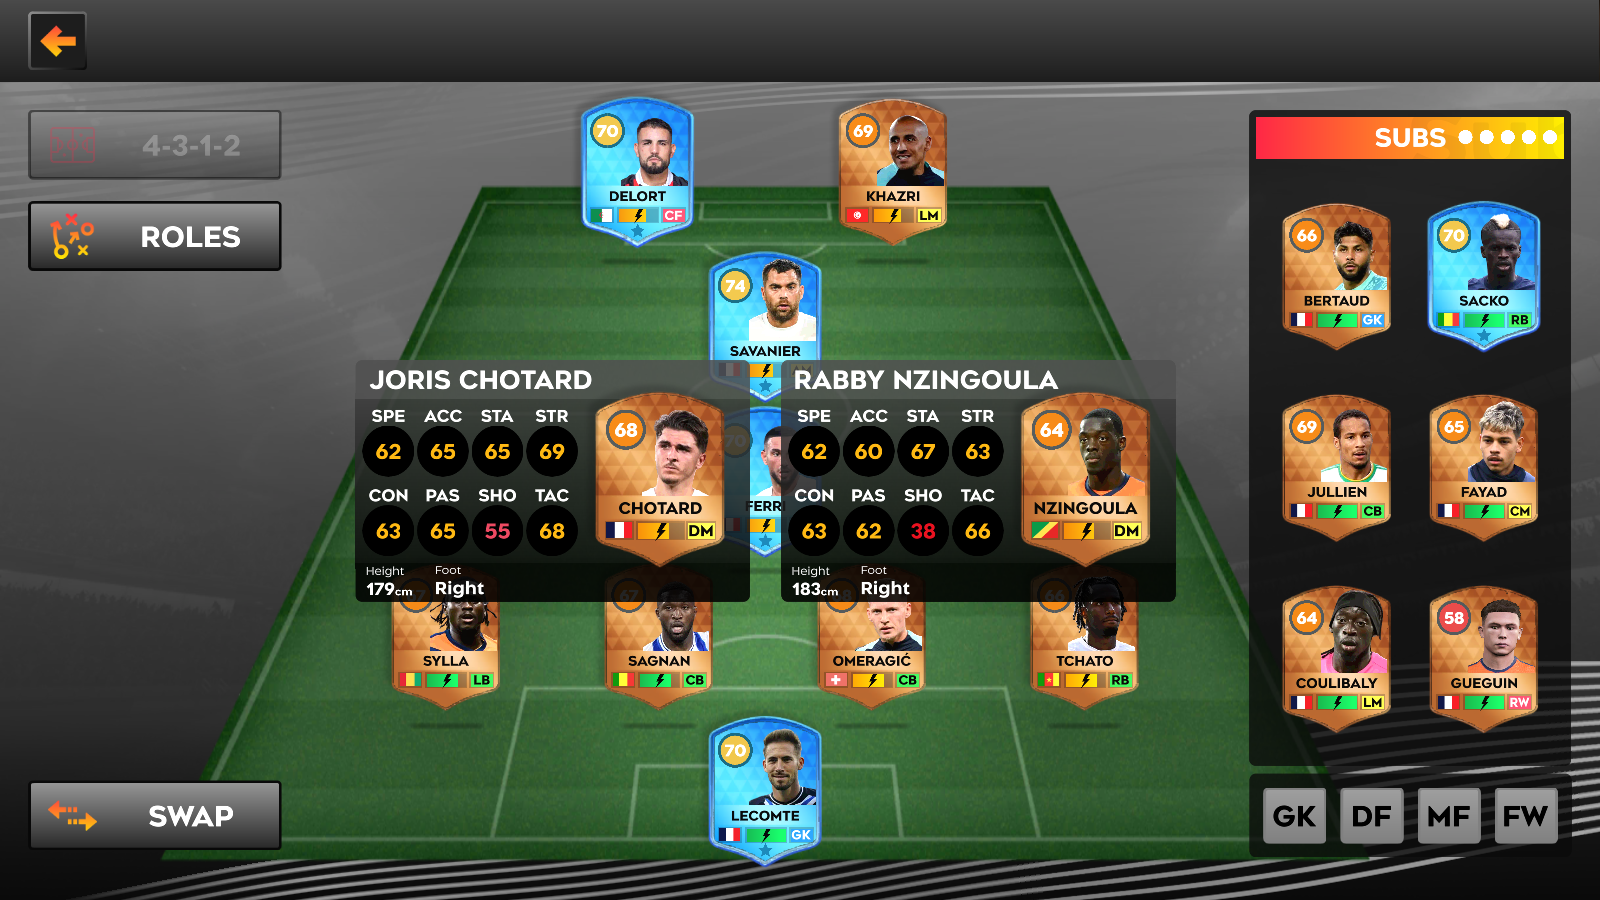 4-3-1-2
ROLES
SWAP
70
DELORT
CF
69
KHAZRI
LM
74
SAVANIER
70
FERRI
JORIS CHOTARD
SPE ACC STA STR
62 65 65 69
CON PAS SHO TAC
63 65 55 68
Height Foot
179cm Right
68
CHOTARD
DM
RABBY NZINGOULA
SPE ACC STA STR
62 60 67 63
CON PAS SHO TAC
63 62 38 66
Height Foot
183cm Right
64
NZINGOULA
DM
SYLLA
LB
67
SAGNAN
CB
OMERAGIĆ
CB
66
TCHATO
RB
70
LECOMTE
GK
SUBS
66
BERTAUD
GK
70
SACKO
RB
69
JULLIEN
CB
65
FAYAD
CM
64
COULIBALY
LM
58
GUEGUIN
RW
GK DF MF FW